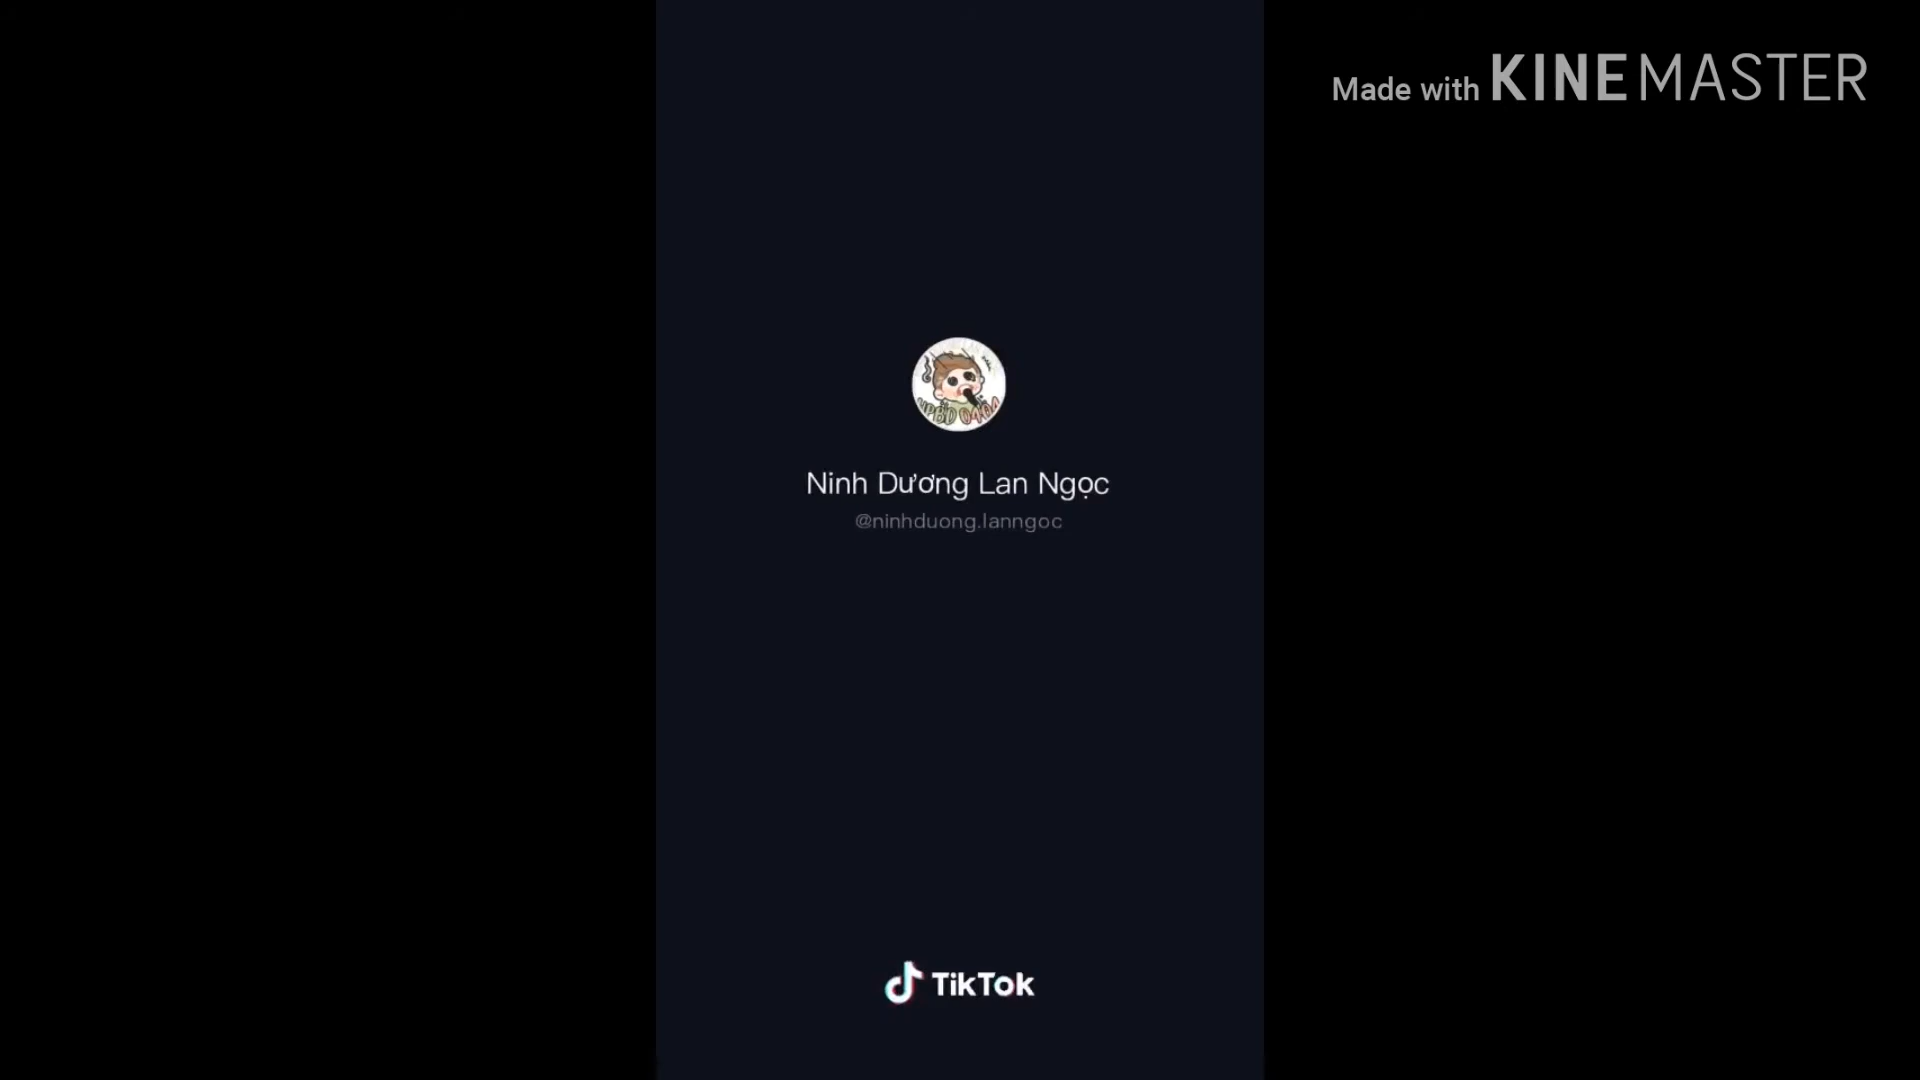 Made with KINEMASTER
Ninh Dương Lan Ngọc
@ninhduong.lanngoc
TikTok